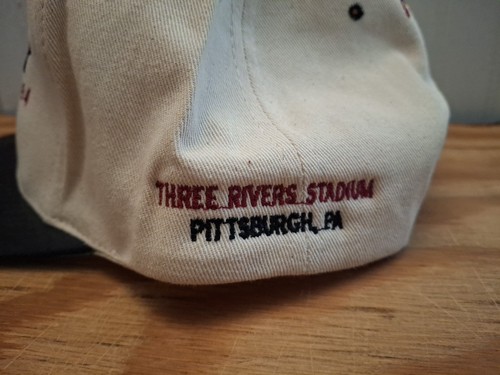 THREE RIVERS STADIUM
PITTSBURGH, PA